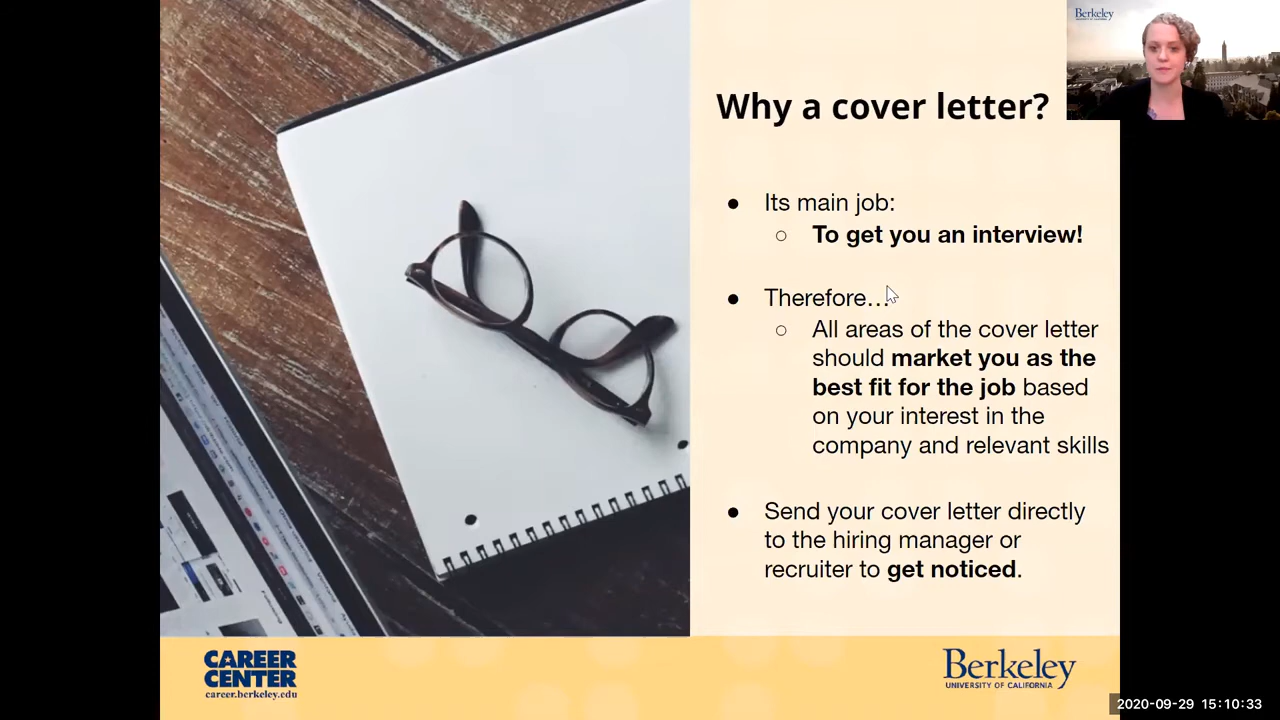 Berkeley
UNIVERSITY OF CALIFORNIA
Why a cover letter?
● Its main job:
○ To get you an interview!
● Therefore...
○ All areas of the cover letter
should market you as the
best fit for the job based
on your interest in the
company and relevant skills
● Send your cover letter directly
to the hiring manager or
recruiter to get noticed.
CAREER
CENTER
career.berkeley.edu
Berkeley
UNIVERSITY OF CALIFORNIA
2020-09-29 15:10:33